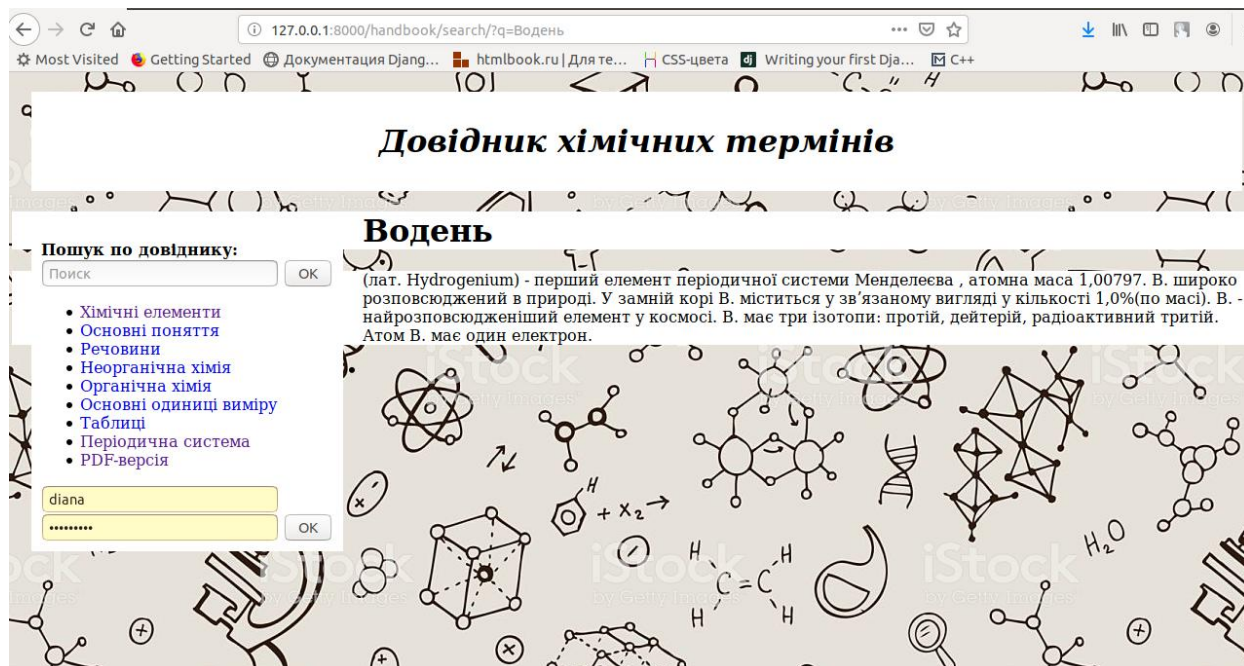 127.0.0.1:8000/handbook/search/?q=Водень
Most Visited Getting Started Документация Djang... htmlbook.ru | Для те... CSS-цвета Writing your first Dja... C++
Довідник хімічних термінів
Пошук по довіднику:
Поиск OK
Хімічні елементи
Основні поняття
Речовини
Неорганічна хімія
Органічна хімія
Основні одиниці виміру
Таблиці
Періодична система
PDF-версія
diana
••••••••• OK
Водень
(лат. Hydrogenium) - перший елемент періодичної системи Менделеєва , атомна маса 1,00797. В. широко
розповсюджений в природі. У замній корі В. міститься у зв’язаному вигляді у кількості 1,0%(по масі). В. -
найрозповсюдженіший елемент у космосі. В. має три ізотопи: протій, дейтерій, радіоактивний тритій.
Атом В. має один електрон.
iStock
by Getty Images
H
+ X₂ →
H H
C=C
H H
H₂O